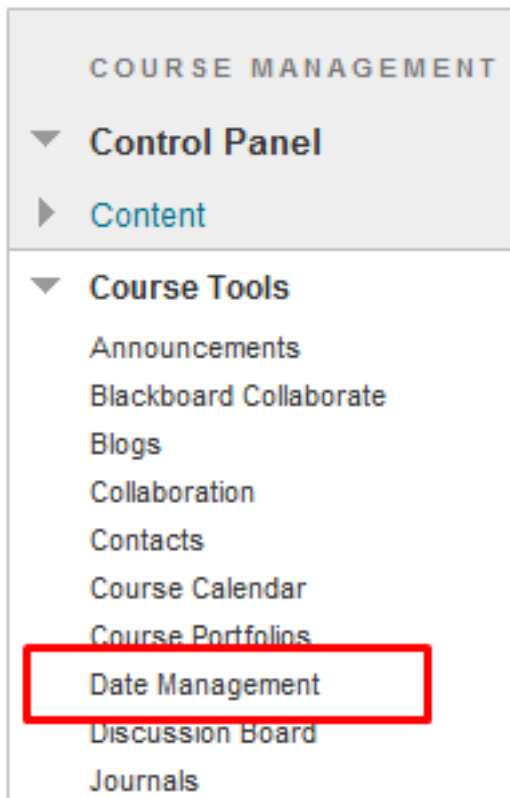 COURSE MANAGEMENT
Control Panel
Content
Course Tools
Announcements
Blackboard Collaborate
Blogs
Collaboration
Contacts
Course Calendar
Course Portfolios
Date Management
Discussion Board
Journals